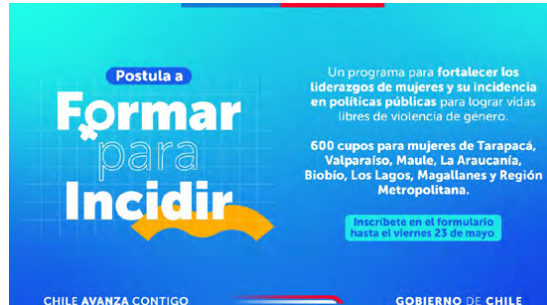 Postula a
Formar
para
Incidir
Un programa para fortalecer los
liderazgos de mujeres y su incidencia
en políticas públicas para lograr vidas
libres de violencia de género.
600 cupos para mujeres de Tarapacá,
Valparaíso, Maule, La Araucanía,
Biobío, Los Lagos, Magallanes y Región
Metropolitana.
Inscríbete en el formulario
hasta el viernes 23 de mayo
CHILE AVANZA CONTIGO
GOBIERNO DE CHILE